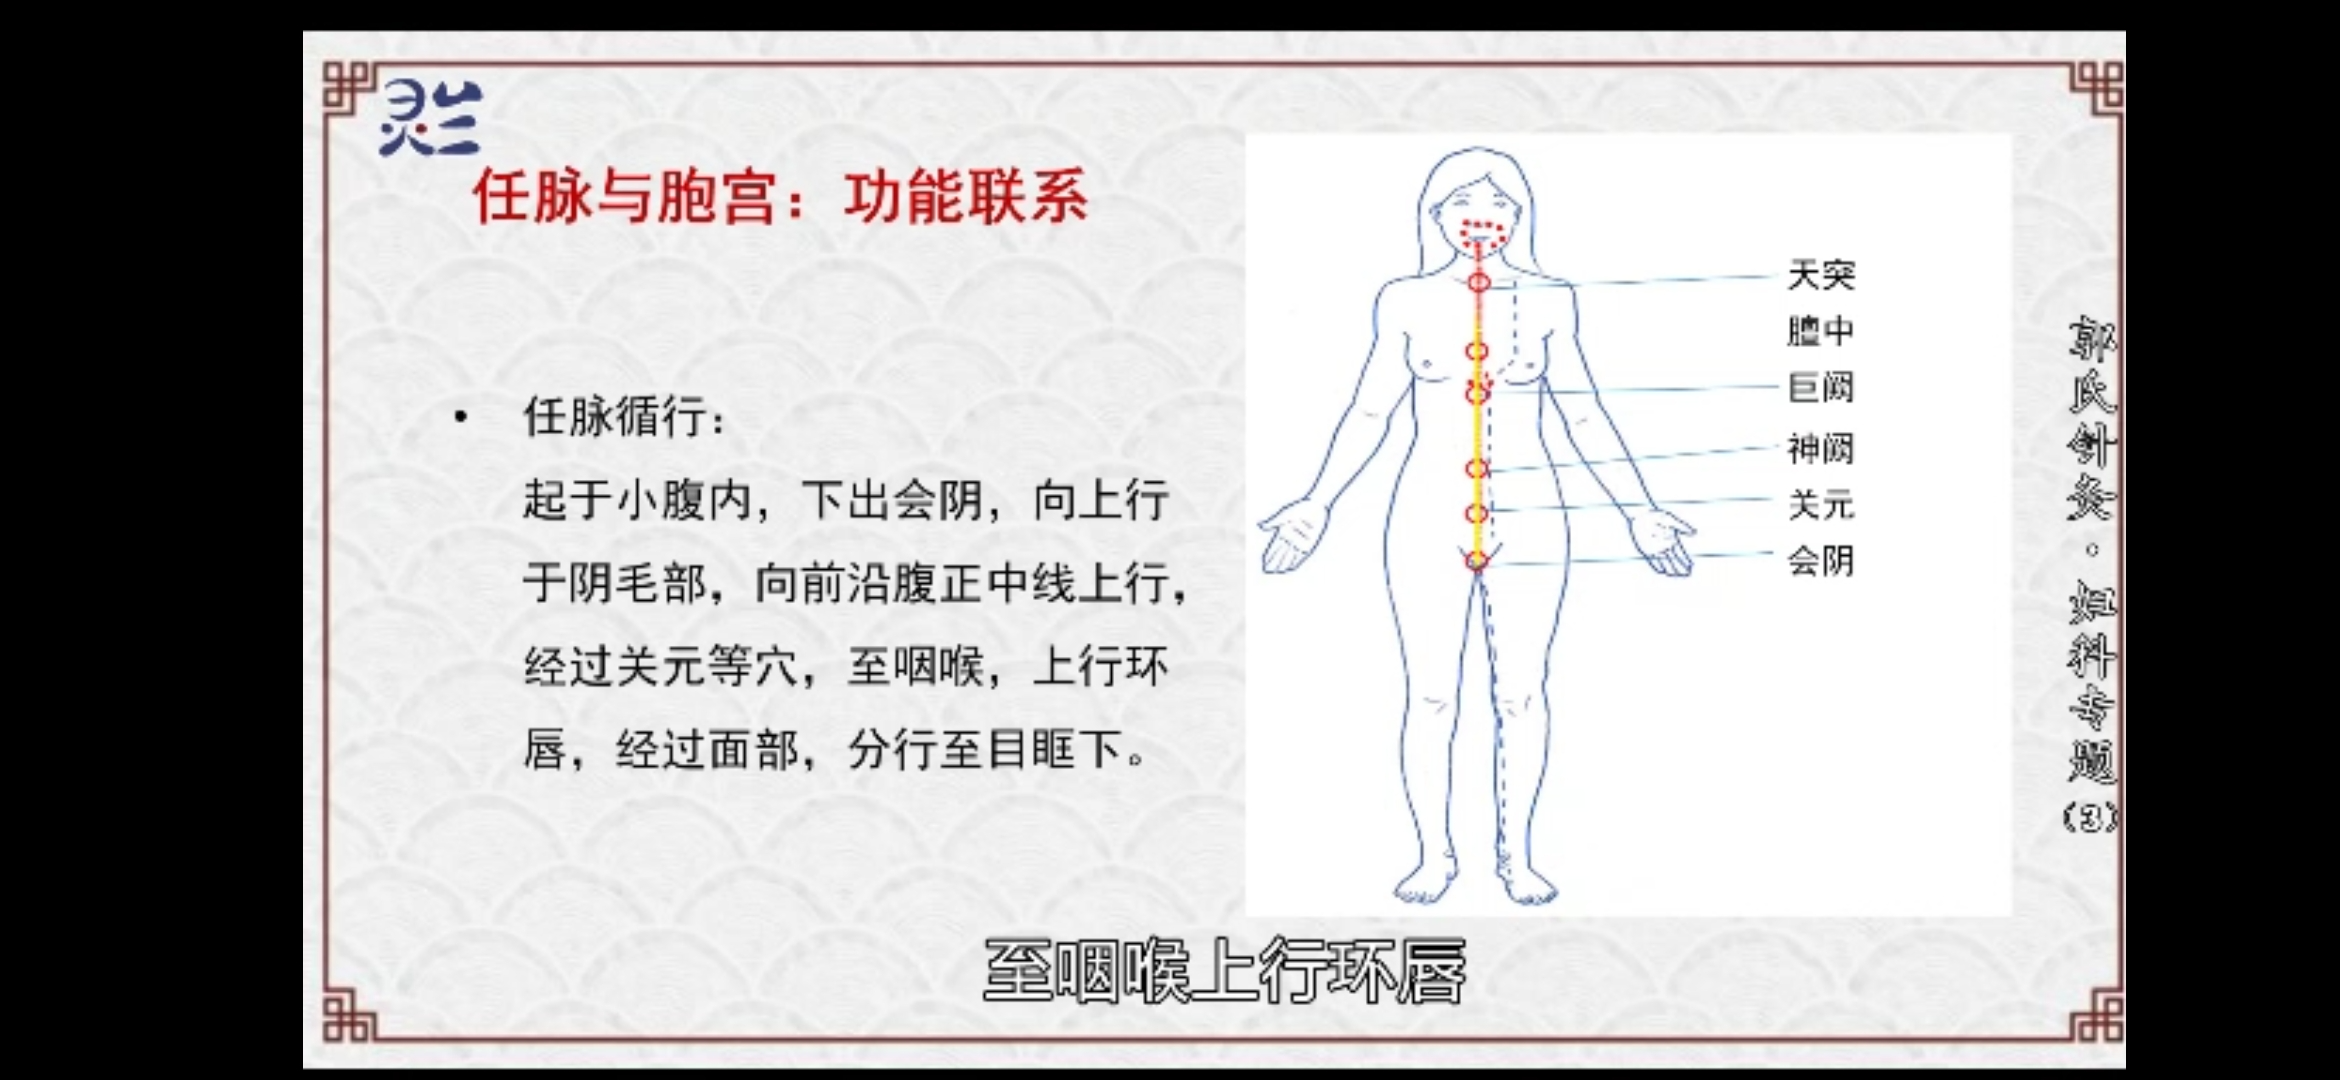 灵兰
任脉与胞宫：功能联系
• 任脉循行：
起于小腹内，下出会阴，向上行
于阴毛部，向前沿腹正中线上行，
经过关元等穴，至咽喉，上行环
唇，经过面部，分行至目眶下。
天突
膻中
巨阙
神阙
关元
会阴
郭氏针灸·妇科专题(3)
至咽喉上行环唇